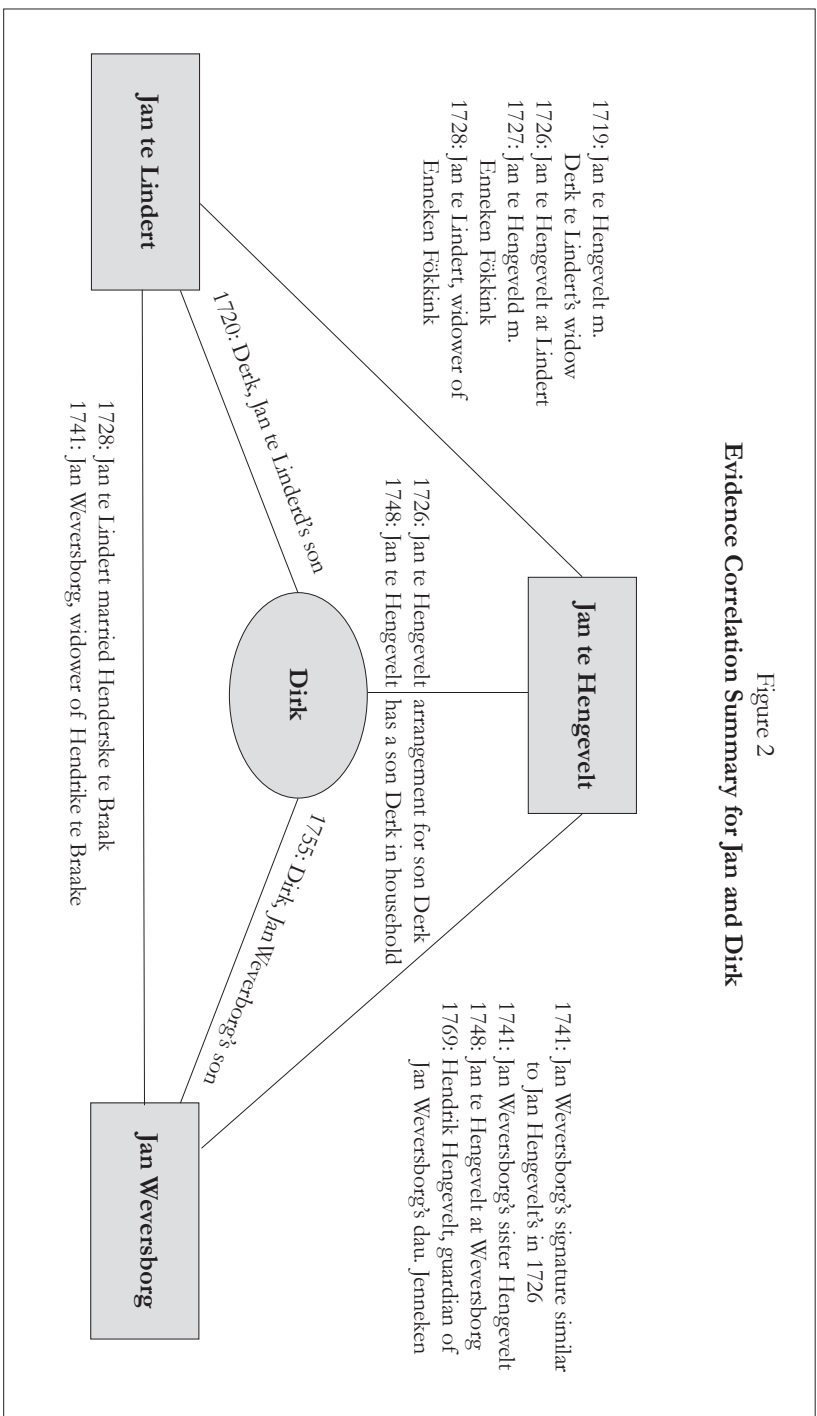 Figure 2
Evidence Correlation Summary for Jan and Dirk
Jan te Hengevelt
1719: Jan te Hengevelt m.
Derk te Lindert’s widow
1726: Jan te Hengevelt at Lindert
1727: Jan te Hengeveld m.
Enneken Fökkink
1728: Jan te Lindert, widower of
Enneken Fökkink
1741: Jan Weversborg’s signature similar
to Jan Hengevelt’s in 1726
1741: Jan Weversborg’s sister Hengevelt
1748: Jan te Hengevelt at Weversborg
1769: Hendrik Hengevelt, guardian of
Jan Weversborg’s dau. Jenneken
1726: Jan te Hengevelt arrangement for son Derk
1748: Jan te Hengevelt has a son Derk in household
1720: Derk, Jan te Linderd’s son
Dirk
1755: Dirk, Jan Weverborg’s son
Jan te Lindert
Jan Weversborg
1728: Jan te Lindert married Henderske te Braak
1741: Jan Weversborg, widower of Hendrike te Braake